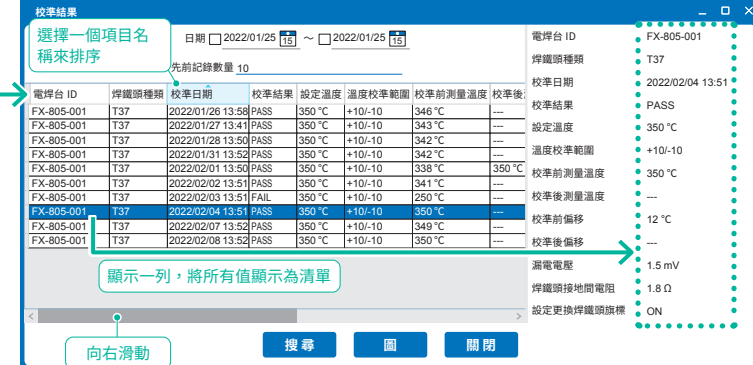 校準結果
選擇一個項目名
稱來排序
日期 2022/01/25 15 ～ 2022/01/25 15
先前記錄數量 10
電焊台 ID 焊鐵頭種類 校準日期 校準結果 設定溫度 溫度校準範圍 校準前測量溫度 校準後
FX-805-001 T37 2022/01/26 13:58 PASS 350 °C +10/-10 346 °C ---
FX-805-001 T37 2022/01/27 13:41 PASS 350 °C +10/-10 343 °C ---
FX-805-001 T37 2022/01/28 13:50 PASS 350 °C +10/-10 342 °C ---
FX-805-001 T37 2022/01/31 13:52 PASS 350 °C +10/-10 342 °C ---
FX-805-001 T37 2022/02/01 13:50 PASS 350 °C +10/-10 338 °C 350 °C
FX-805-001 T37 2022/02/02 13:51 PASS 350 °C +10/-10 341 °C ---
FX-805-001 T37 2022/02/03 13:51 FAIL 350 °C +10/-10 250 °C ---
FX-805-001 T37 2022/02/04 13:51 PASS 350 °C +10/-10 350 °C ---
FX-805-001 T37 2022/02/07 13:52 PASS 350 °C +10/-10 349 °C ---
FX-805-001 T37 2022/02/08 13:52 PASS 350 °C +10/-10 350 °C ---
顯示一列，將所有值顯示為清單
向右滑動
搜尋 圖 關閉
電焊台 ID FX-805-001
焊鐵頭種類 T37
校準日期 2022/02/04 13:51
校準結果 PASS
設定溫度 350 °C
溫度校準範圍 +10/-10
校準前測量溫度 350 °C
校準後測量溫度 ---
校準前偏移 12 °C
校準後偏移 ---
漏電電壓 1.5 mV
焊鐵頭接地間電阻 1.8 Ω
設定更換焊鐵頭旗標 ON